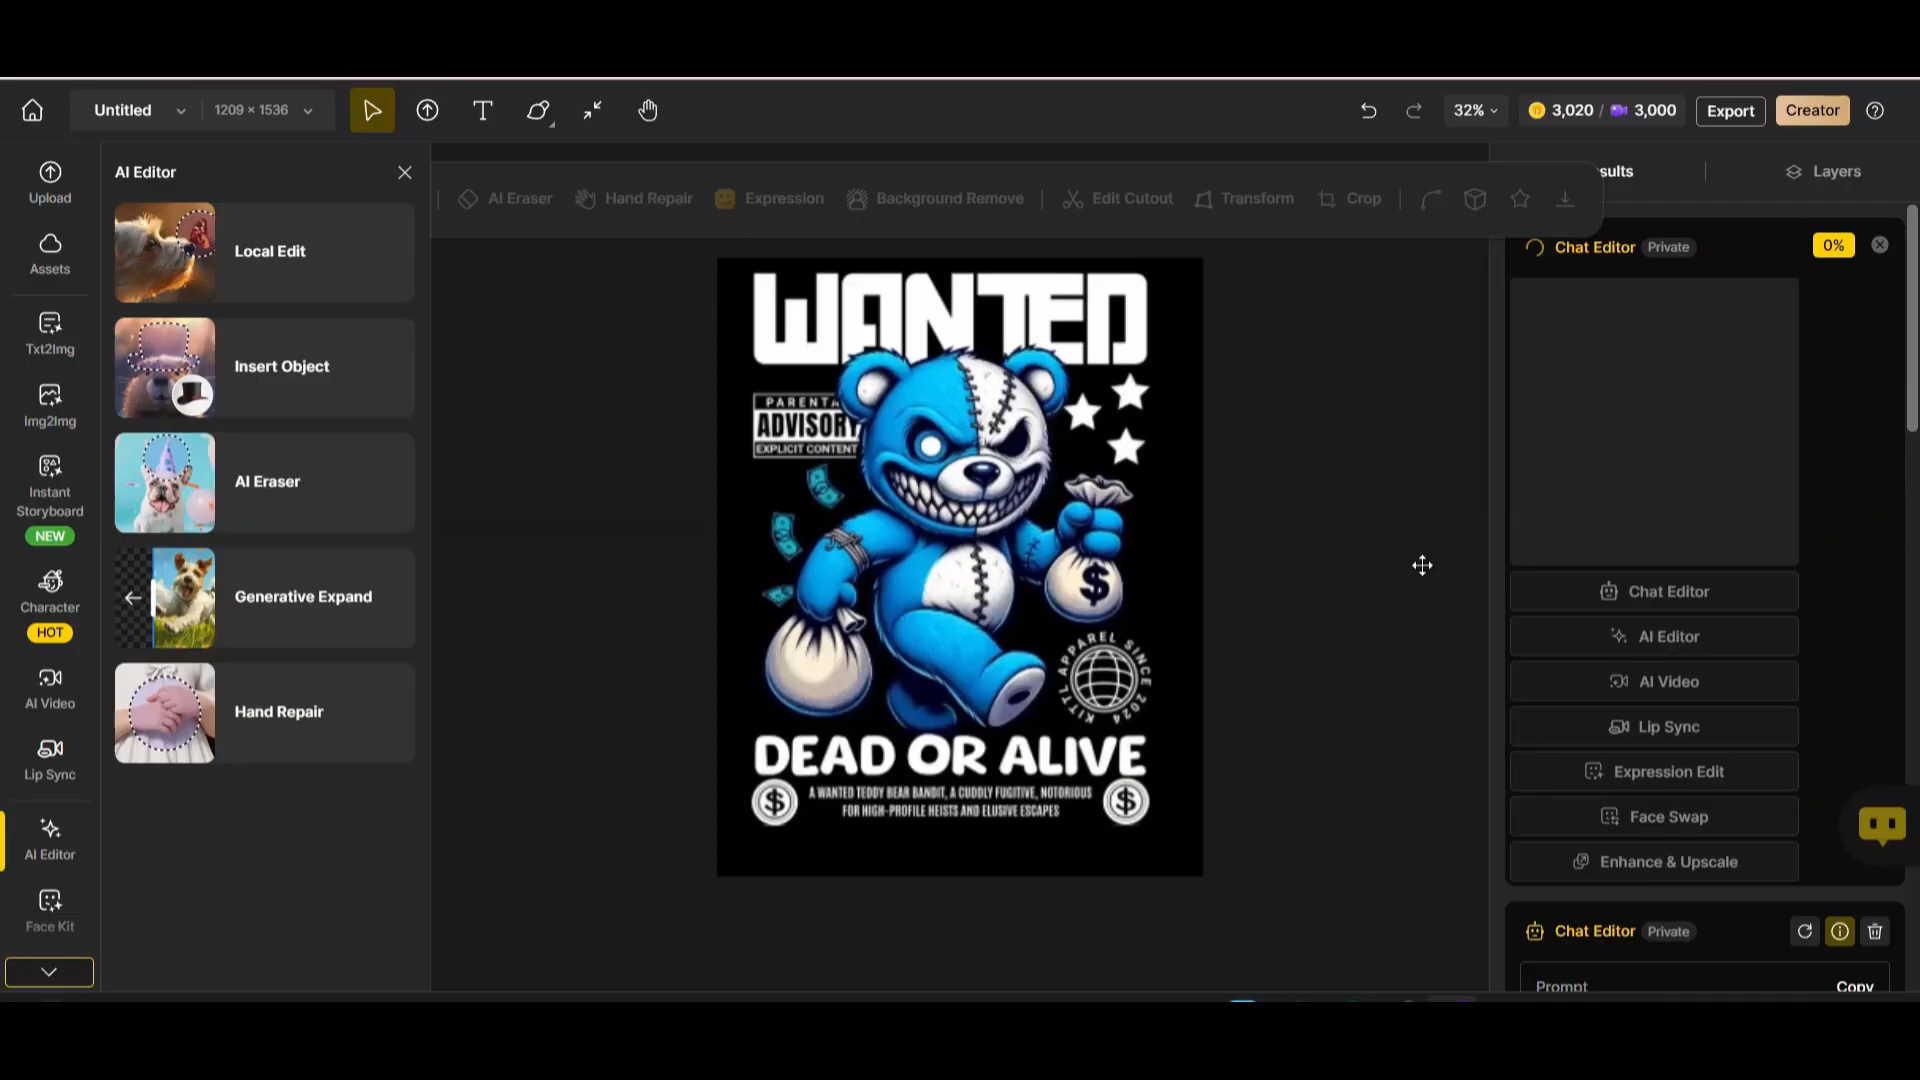 Untitled
1209 × 1536
32%
3,020 / 3,000
Export
Creator
Upload
Assets
Txt2Img
Img2Img
Instant
Storyboard
NEW
Character
HOT
AI Video
Lip Sync
AI Editor
Face Kit
AI Editor
Local Edit
Insert Object
AI Eraser
Generative Expand
Hand Repair
AI Eraser
Hand Repair
Expression
Background Remove
Edit Cutout
Transform
Crop
WANTED
PARENTA
ADVISORY
EXPLICIT CONTENT
$
APPAREL SINCE 2024 KITTL
DEAD OR ALIVE
$
A WANTED TEDDY BEAR BANDIT, A CUDDLY FUGITIVE, NOTORIOUS
FOR HIGH-PROFILE HEISTS AND ELUSIVE ESCAPES
$
sults
Layers
Chat Editor Private
0%
Chat Editor
AI Editor
AI Video
Lip Sync
Expression Edit
Face Swap
Enhance & Upscale
Chat Editor Private
Prompt
Copy